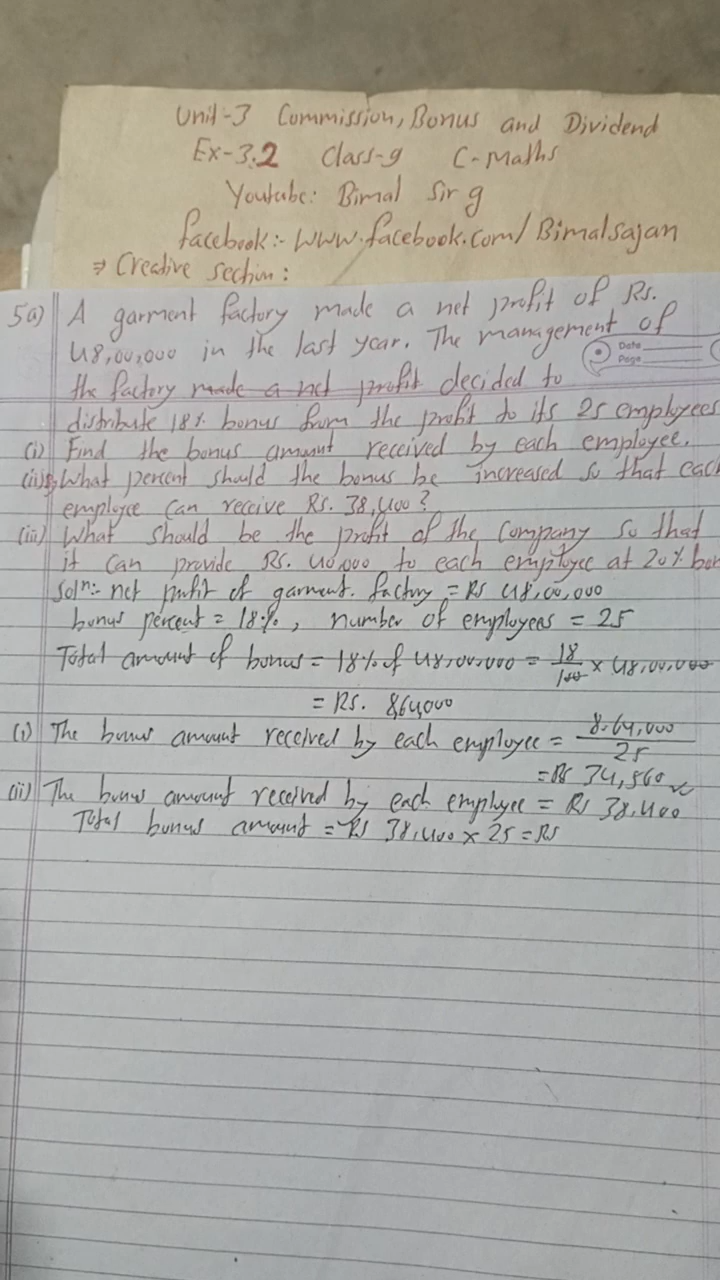 Unit-3 Commission, Bonus and Dividend
Ex-3.2 Class-9 C-Maths
Youtube: Bimal Sir g
facebook:- www.facebook.com/Bimalsajan
⇒ Creative section:
5a) A garment factory made a net profit of Rs.
48,00,000 in the last year. The management of
Date
Page
the factory made a net profit decided to
distribute 18% bonus from the profit to its 25 employees
(i) Find the bonus amount received by each employee.
(ii) What percent should the bonus be increased so that each
employee can receive Rs. 38,400?
(iii) What should be the profit of the company so that
it can provide Rs. 40,000 to each employee at 20% bon
Soln:- net profit of garment factory = Rs 48,00,000
bonus percent = 18%, number of employees = 25
Total amount of bonus = 18% of 48,00,000 = 18/100 × 48,00,000
= Rs. 8,64,000
(i) The bonus amount received by each employee = 8,64,000/25
= Rs 34,560
(ii) The bonus amount received by each employee = Rs 38,400
Total bonus amount = Rs 38,400 × 25 = Rs